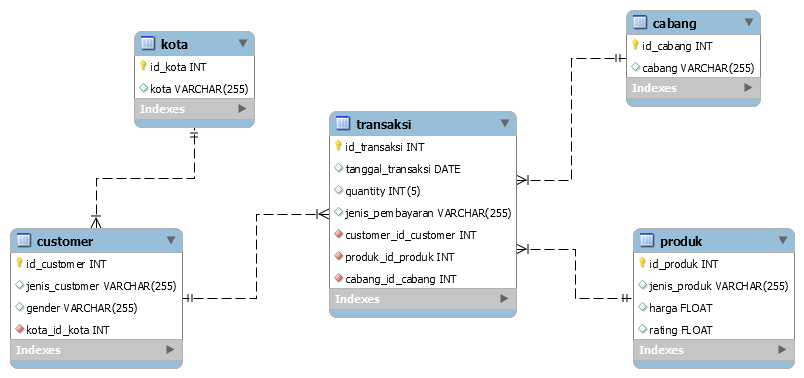 kota
id_kota INT
kota VARCHAR(255)
Indexes
cabang
id_cabang INT
cabang VARCHAR(255)
Indexes
transaksi
id_transaksi INT
tanggal_transaksi DATE
quantity INT(5)
jenis_pembayaran VARCHAR(255)
customer_id_customer INT
produk_id_produk INT
cabang_id_cabang INT
Indexes
customer
id_customer INT
jenis_customer VARCHAR(255)
gender VARCHAR(255)
kota_id_kota INT
Indexes
produk
id_produk INT
jenis_produk VARCHAR(255)
harga FLOAT
rating FLOAT
Indexes